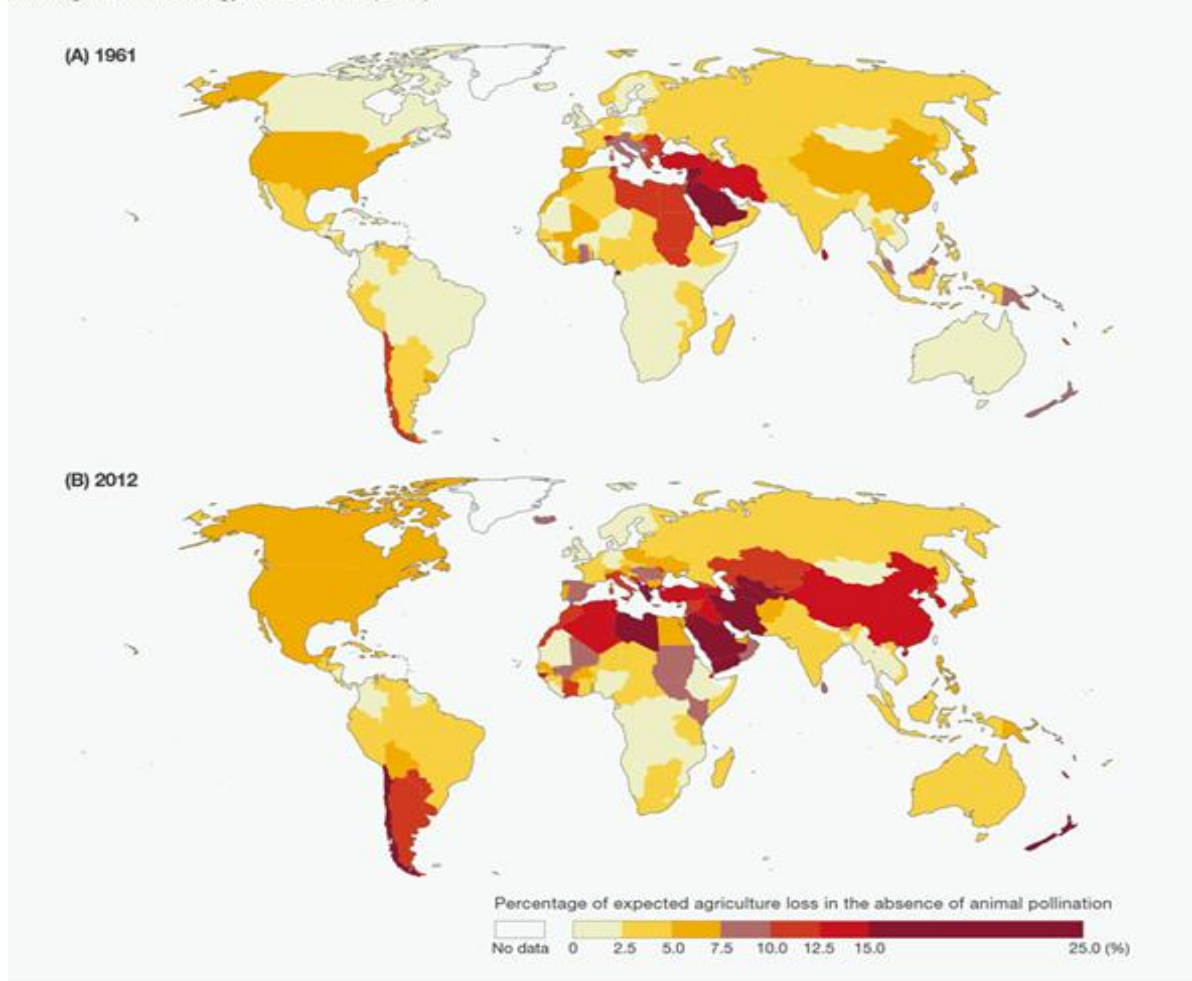 (A) 1961
(B) 2012
Percentage of expected agriculture loss in the absence of animal pollination
No data 0 2.5 5.0 7.5 10.0 12.5 15.0 25.0 (%)